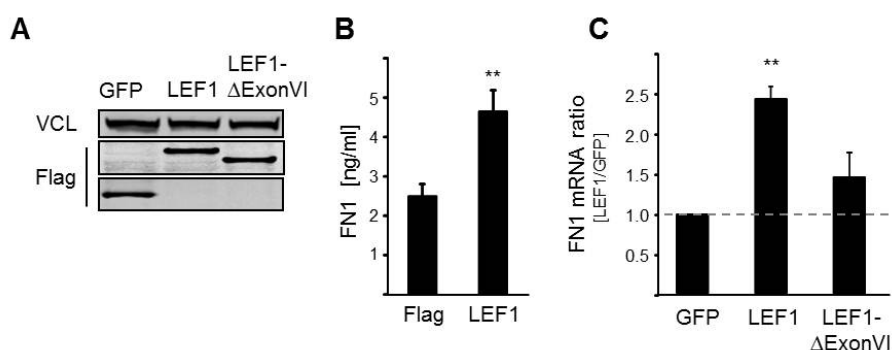 A
GFP LEF1 LEF1-
ΔExonVI
VCL
Flag
B
**
FN1 [ng/ml]
5
4
3
2
1
Flag LEF1
C
**
FN1 mRNA ratio
[LEF1/GFP]
2.5
2.0
1.5
1.0
0.5
GFP LEF1 LEF1-
ΔExonVI